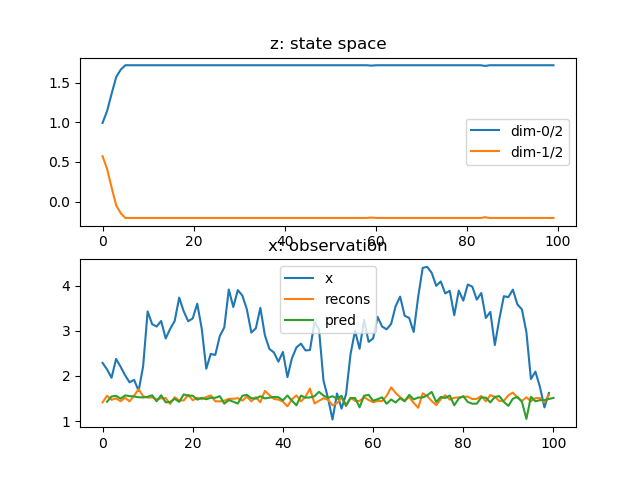 z: state space
1.5
1.0
0.5
0.0
dim-0/2
dim-1/2
0 20 40 60 80 100
x: observation
4
3
2
1
x
recons
pred
0 20 40 60 80 100